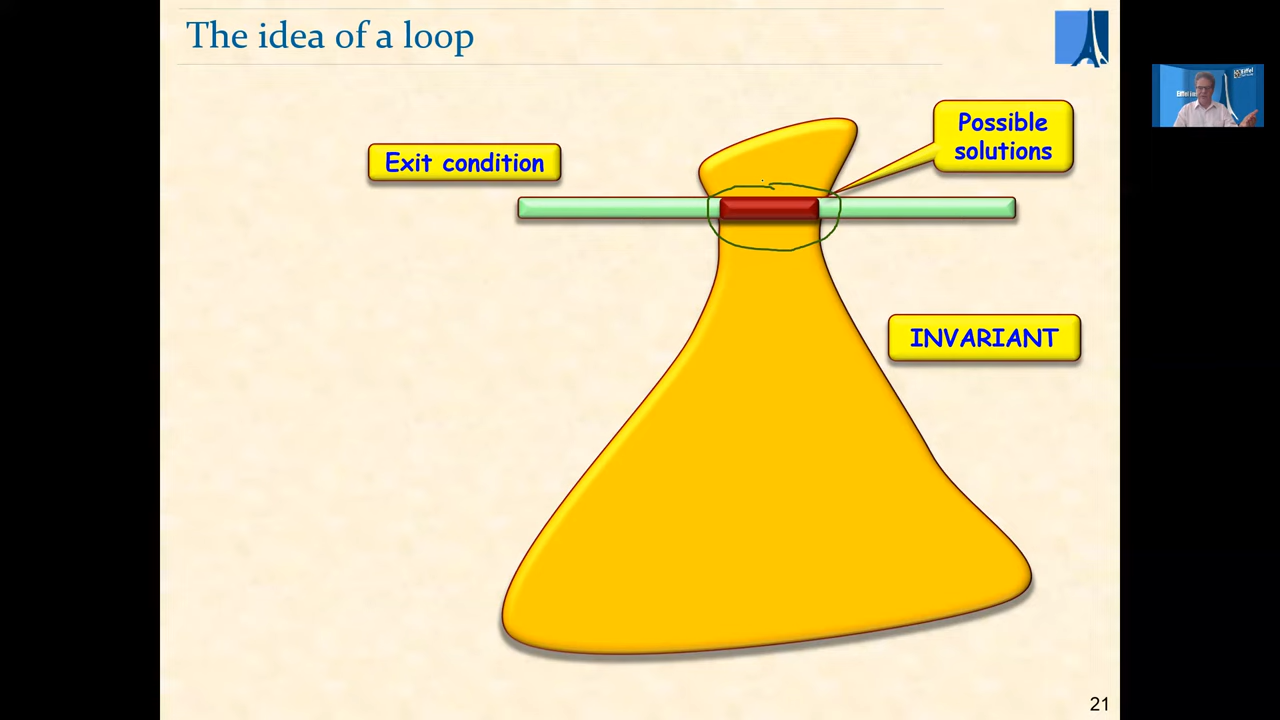 The idea of a loop
Possible
solutions
Exit condition
INVARIANT
21